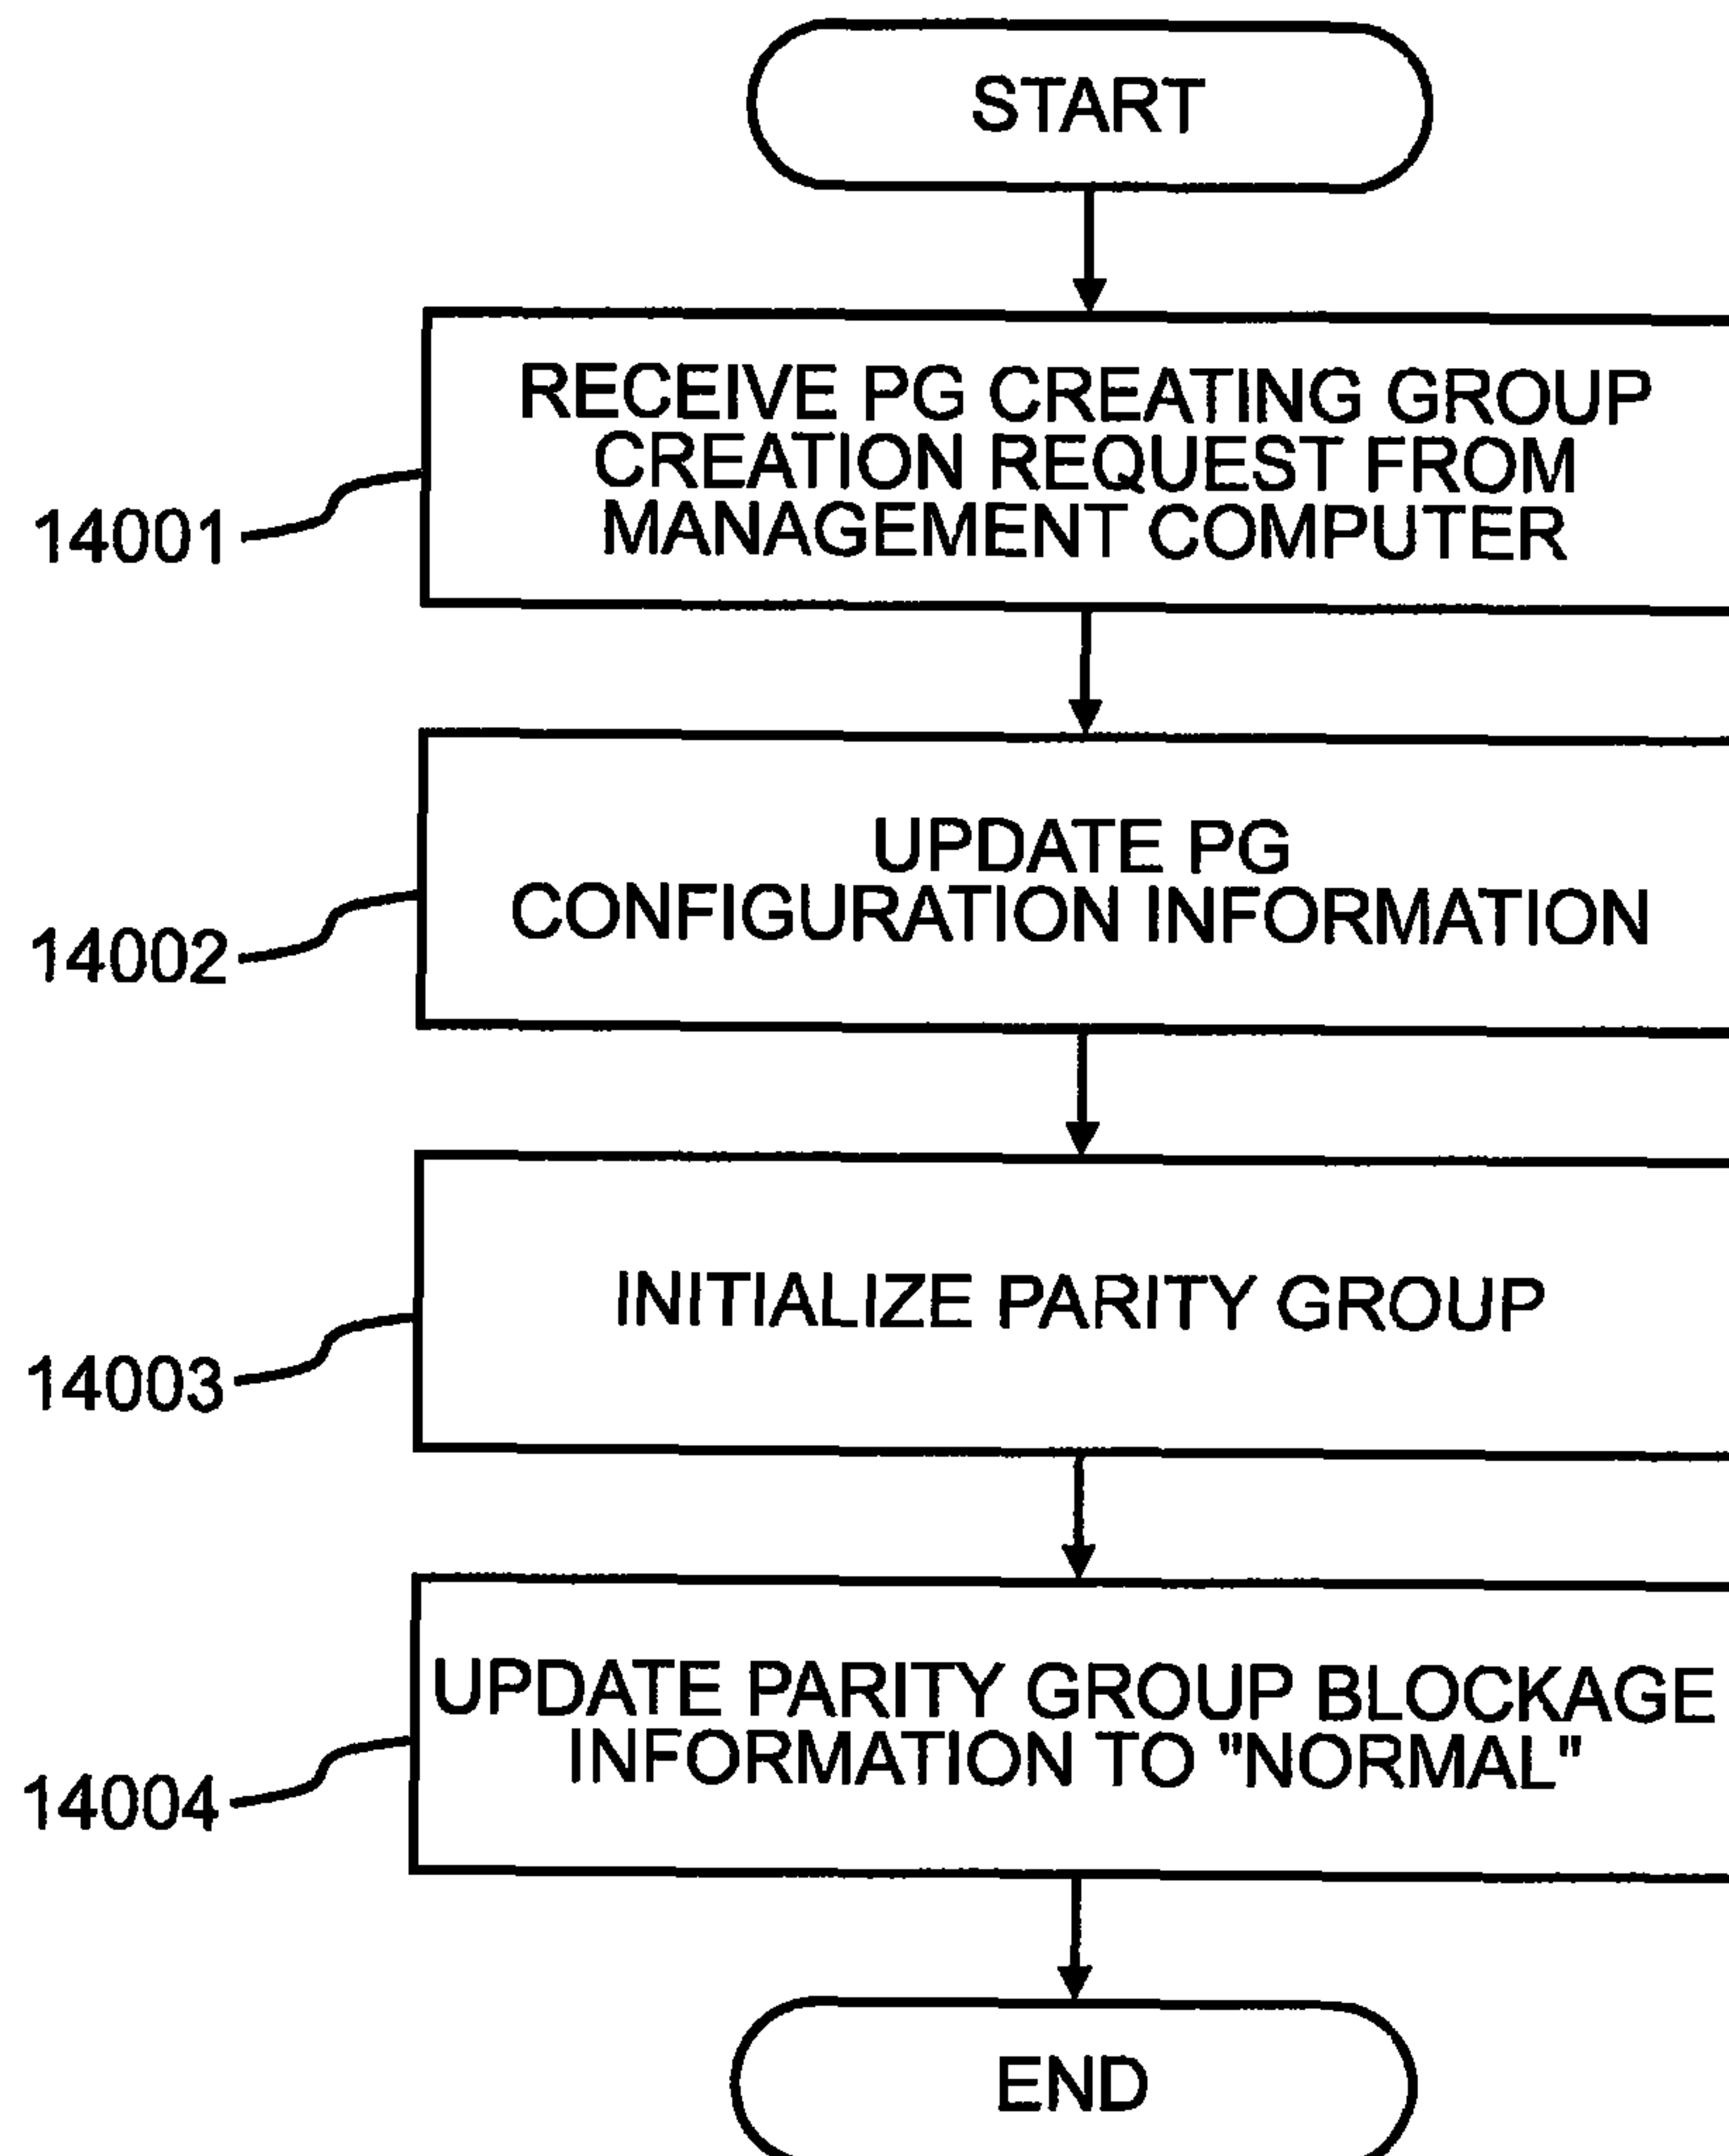 START
RECEIVE PG CREATING GROUP
CREATION REQUEST FROM
MANAGEMENT COMPUTER
14001
UPDATE PG
CONFIGURATION INFORMATION
14002
INITIALIZE PARITY GROUP
14003
UPDATE PARITY GROUP BLOCKAGE
INFORMATION TO "NORMAL"
14004
END